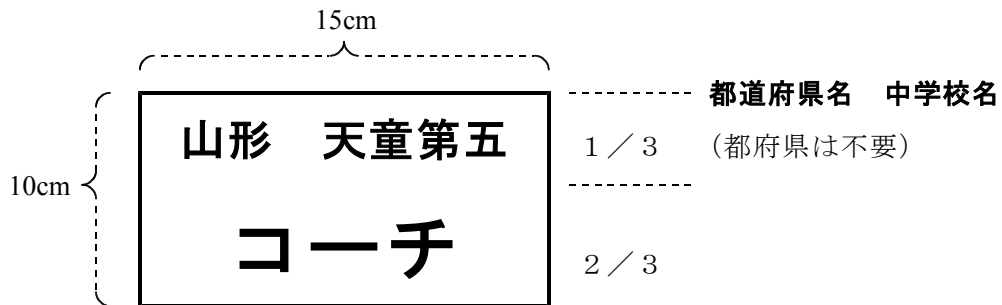 15cm
都道府県名　中学校名
山形　天童第五
１／３
（都府県は不要）
10cm
コーチ
２／３